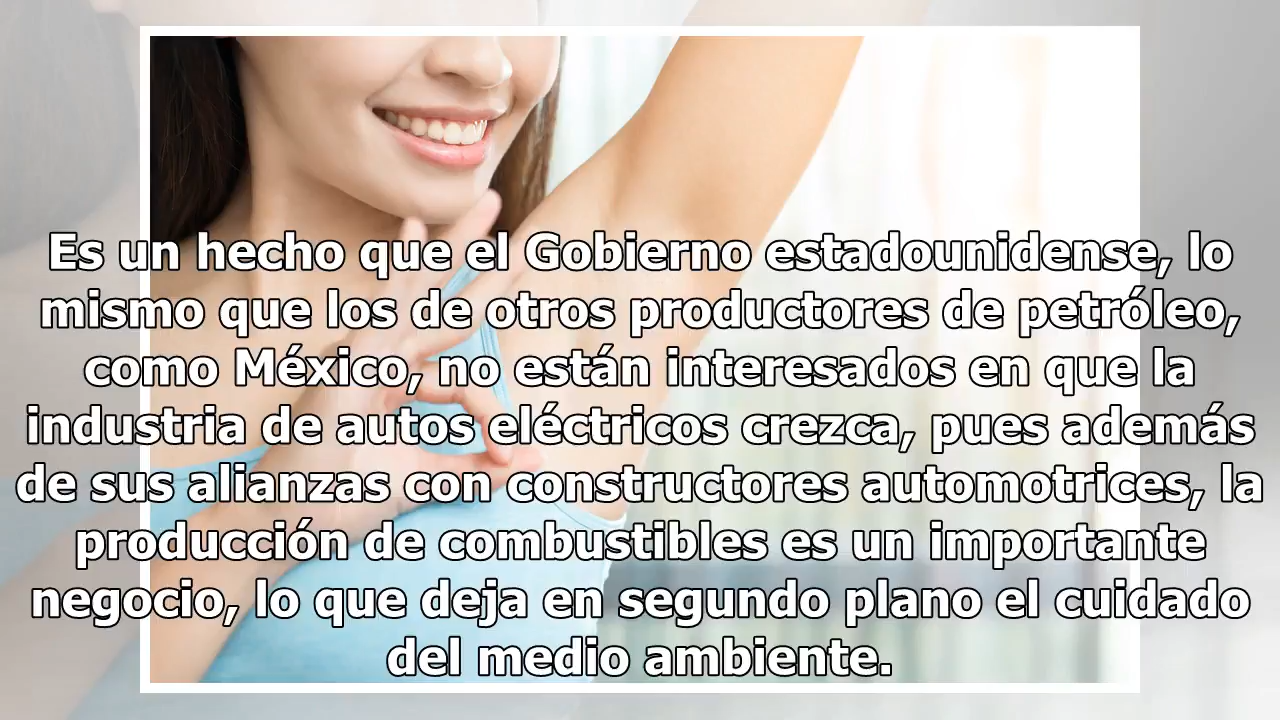 Es un hecho que el Gobierno estadounidense, lo
mismo que los de otros productores de petróleo,
como México, no están interesados en que la
industria de autos eléctricos crezca, pues además
de sus alianzas con constructores automotrices, la
producción de combustibles es un importante
negocio, lo que deja en segundo plano el cuidado
del medio ambiente.